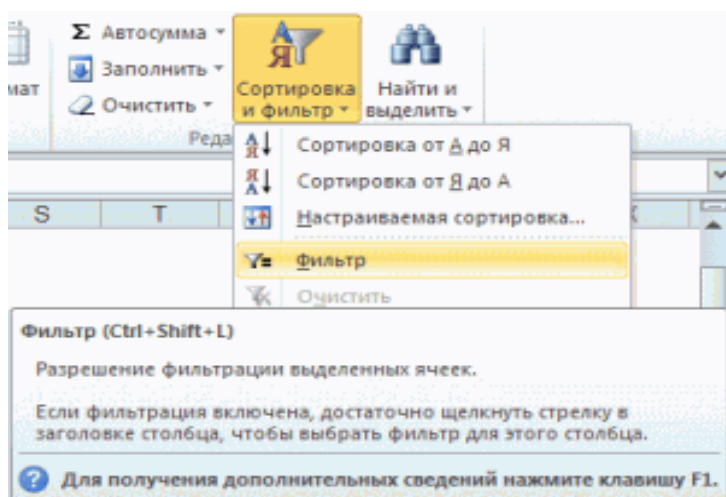 Σ Автосумма
Заполнить
Очистить
мат
Сортировка
и фильтр
Найти и
выделить
Реда
Сортировка от А до Я
Сортировка от Я до А
Настраиваемая сортировка...
S T
Фильтр
Очистить
Фильтр (Ctrl+Shift+L)
Разрешение фильтрации выделенных ячеек.
Если фильтрация включена, достаточно щелкнуть стрелку в
заголовке столбца, чтобы выбрать фильтр для этого столбца.
Для получения дополнительных сведений нажмите клавишу F1.